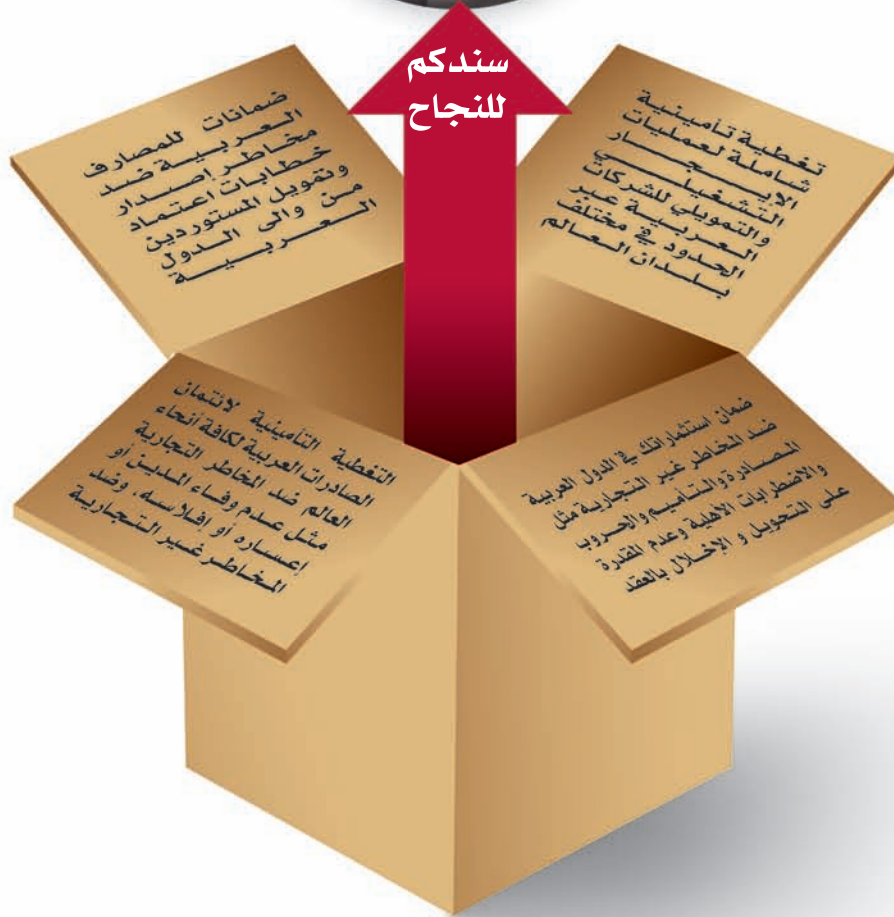 سندكم
للنجاح
تغطية تأمينية
شاملة لعمليات
الإيجار
التشغيلي
والتمويلي للشركات
العربية عبر
الحدود في مختلف
بلدان العالم
ضمانات للمصارف
العربية ضد
مخاطر إصدار
خطابات اعتماد
وتمويل المستوردين
من والى الدول
العربية
ضمان استثماراتك في الدول العربية
ضد المخاطر غير التجارية مثل
المصادرة والتأميم والحروب
والاضطرابات الأهلية وعدم المقدرة
على التحويل و الإخلال بالعقد
التغطية التأمينية لائتمان
الصادرات العربية لكافة أنحاء
العالم ضد المخاطر التجارية
مثل عدم وفاء المدين أو
إعساره أو إفلاسه، وضد
المخاطر غير التجارية